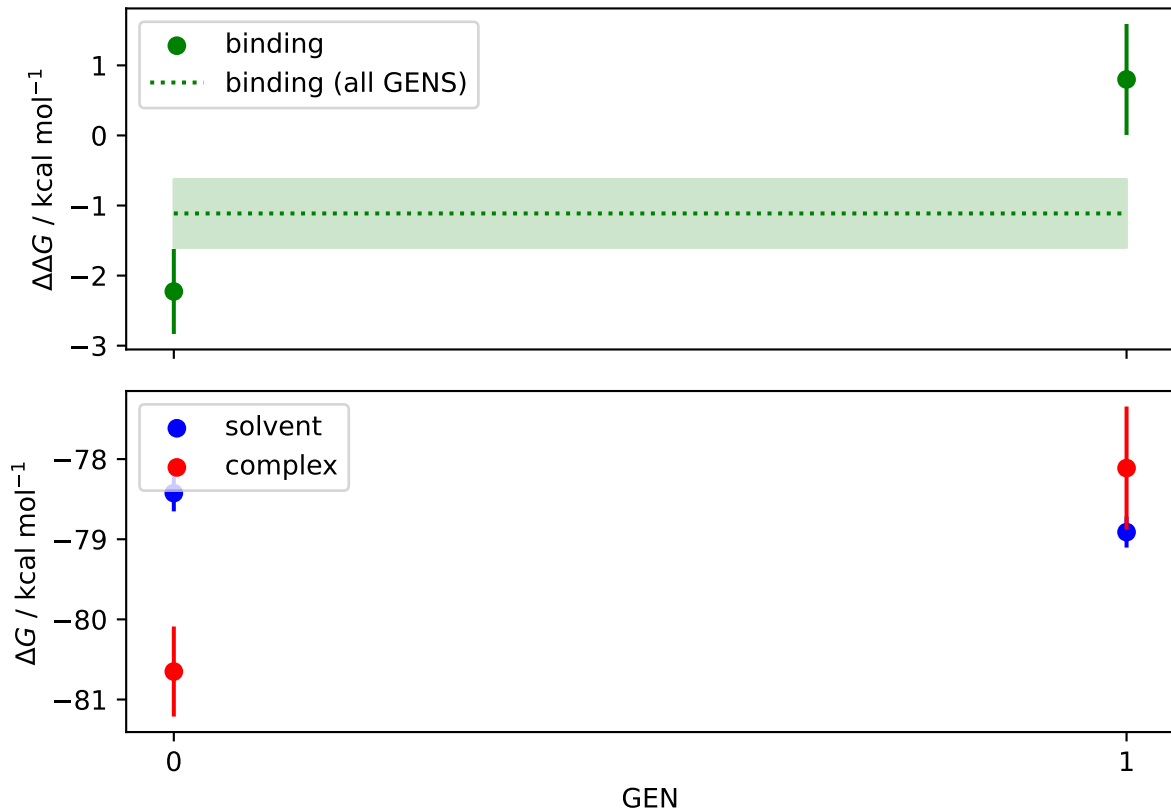 binding
binding (all GENS)
1
0
−1
−2
−3
ΔΔG / kcal mol⁻¹
solvent
complex
−78
−79
−80
−81
ΔG / kcal mol⁻¹
0
1
GEN